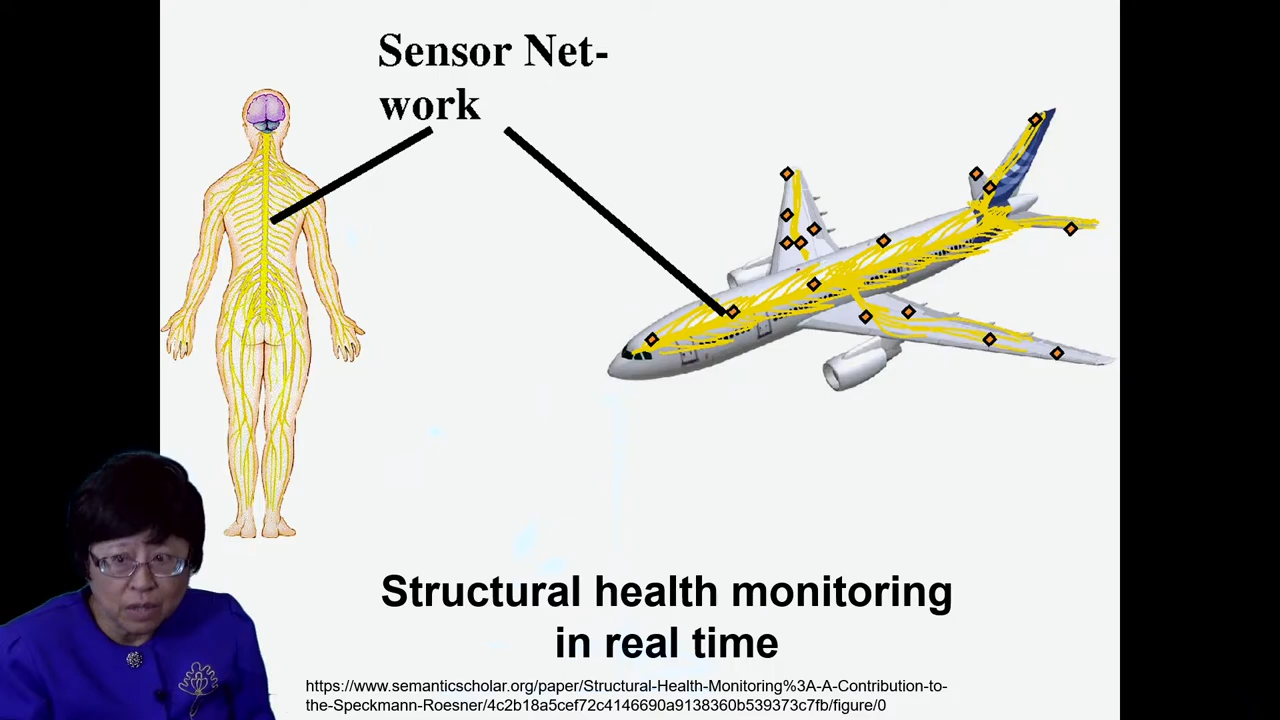 Sensor Net-
work
Structural health monitoring
in real time
https://www.semanticscholar.org/paper/Structural-Health-Monitoring%3A-A-Contribution-to-
the-Speckmann-Roesner/4c2b18a5cef72c4146690a9138360b539373c7fb/figure/0